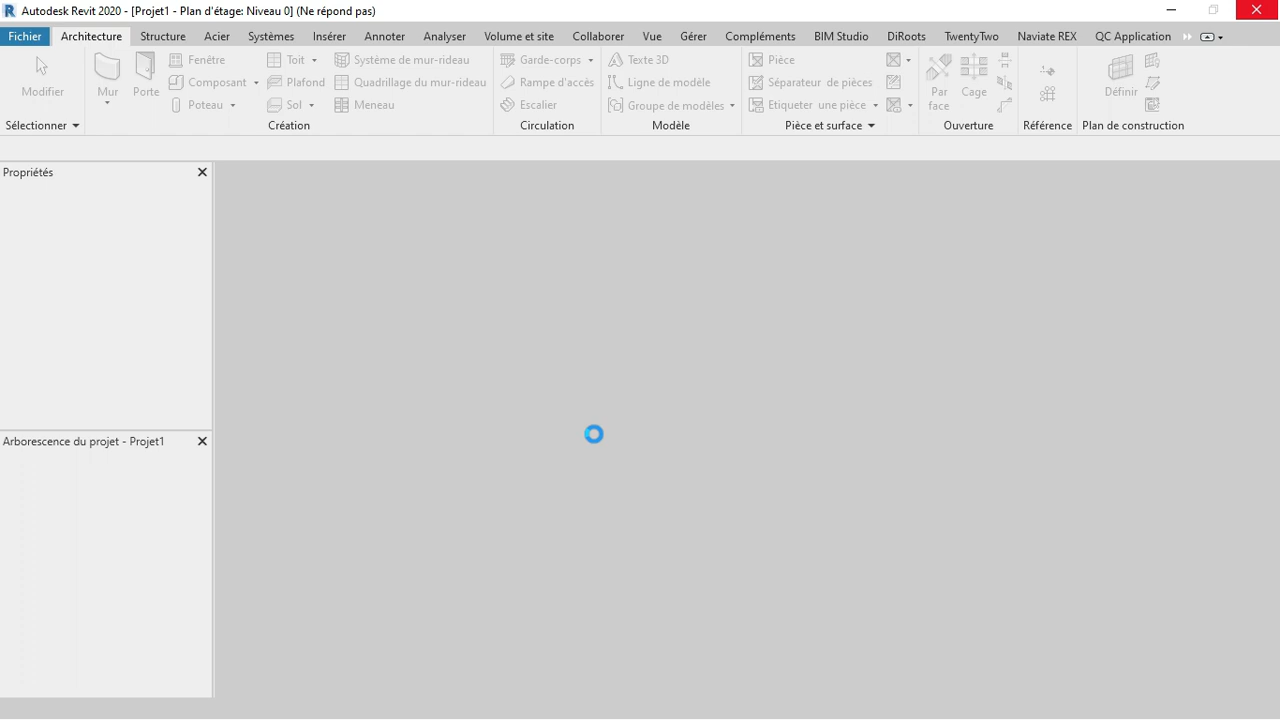 Autodesk Revit 2020 - [Projet1 - Plan d'étage: Niveau 0] (Ne répond pas)
Fichier Architecture Structure Acier Systèmes Insérer Annoter Analyser Volume et site Collaborer Vue Gérer Compléments BIM Studio DiRoots TwentyTwo Naviate REX QC Application
Fenêtre Toit Système de mur-rideau Garde-corps Texte 3D Pièce
Composant Plafond Quadrillage du mur-rideau Rampe d'accès Ligne de modèle Séparateur de pièces
Modifier Mur Porte Par face Cage Définir
Poteau Sol Meneau Escalier Groupe de modèles Etiqueter une pièce
Sélectionner Création Circulation Modèle Pièce et surface Ouverture Référence Plan de construction
Propriétés
Arborescence du projet - Projet1